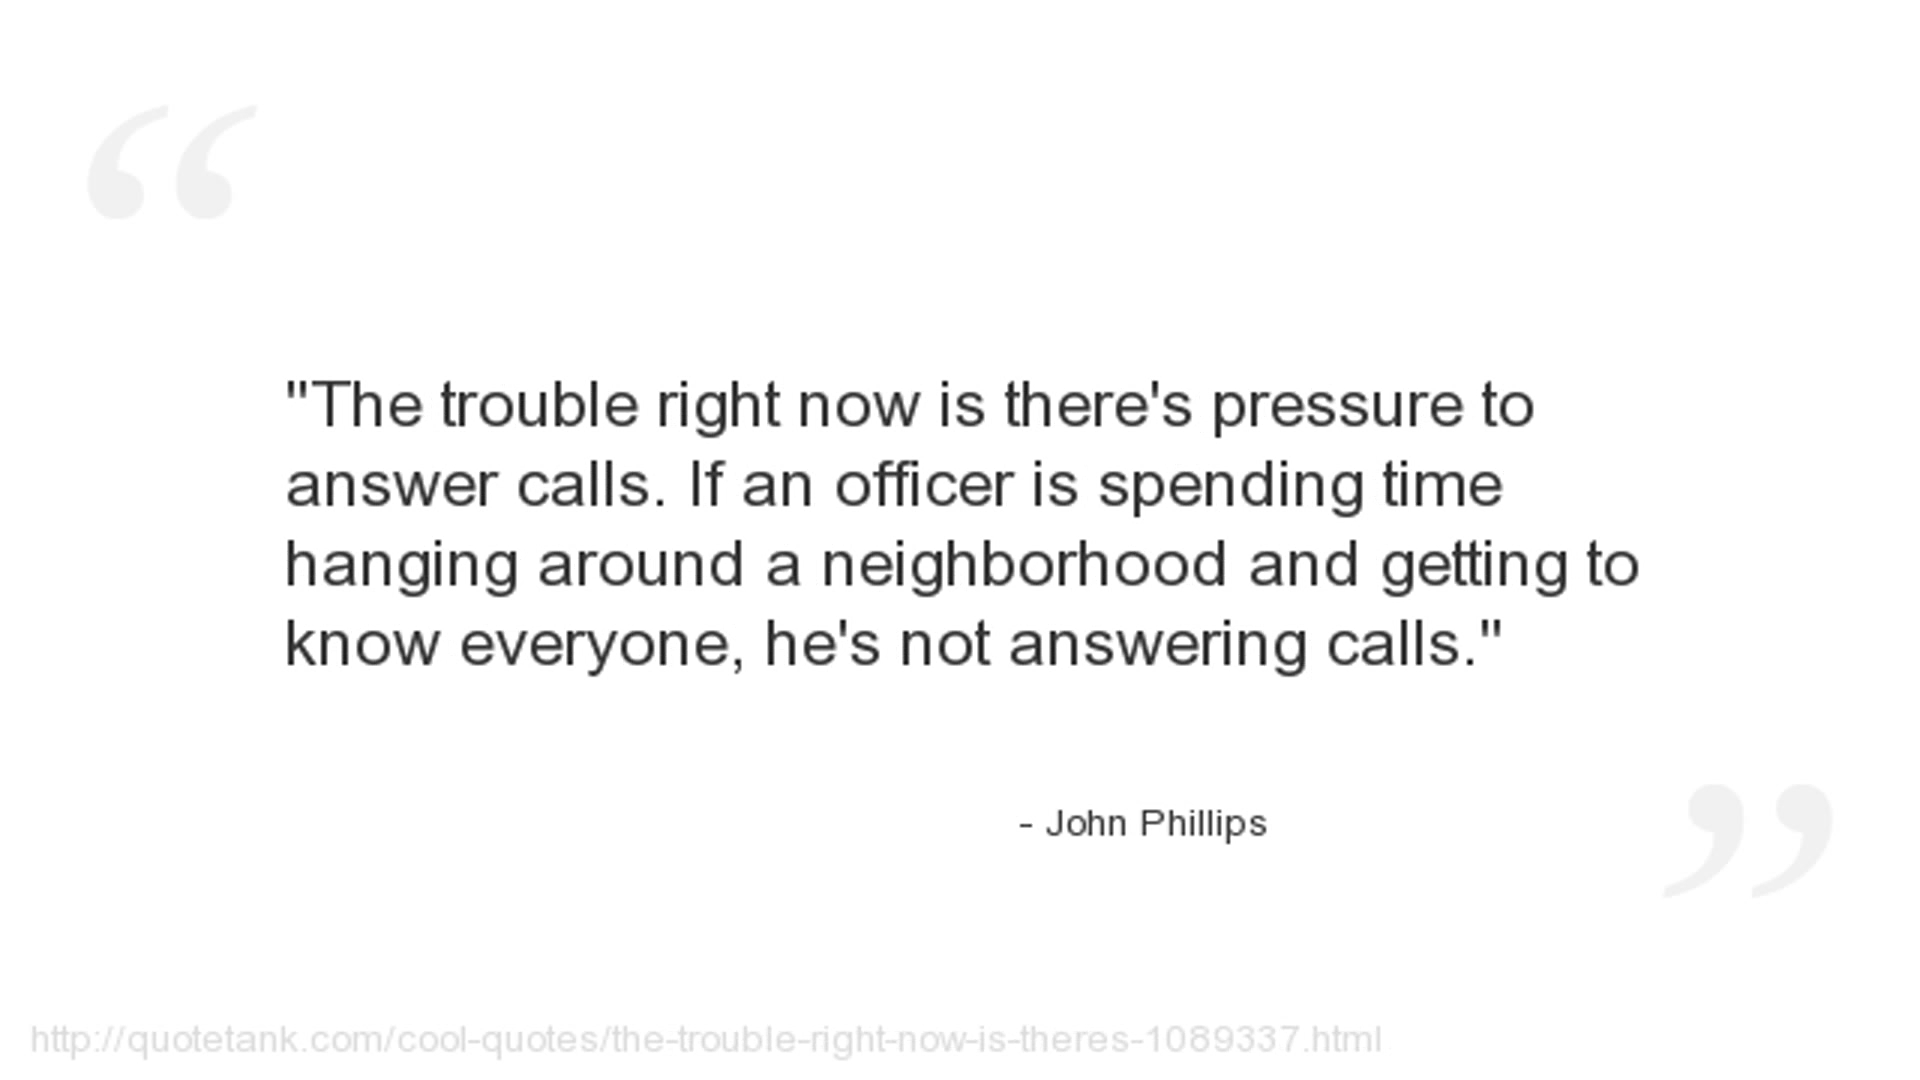 "The trouble right now is there's pressure to
answer calls. If an officer is spending time
hanging around a neighborhood and getting to
know everyone, he's not answering calls."
- John Phillips
http://quotetank.com/cool-quotes/the-trouble-right-now-is-theres-1089337.html